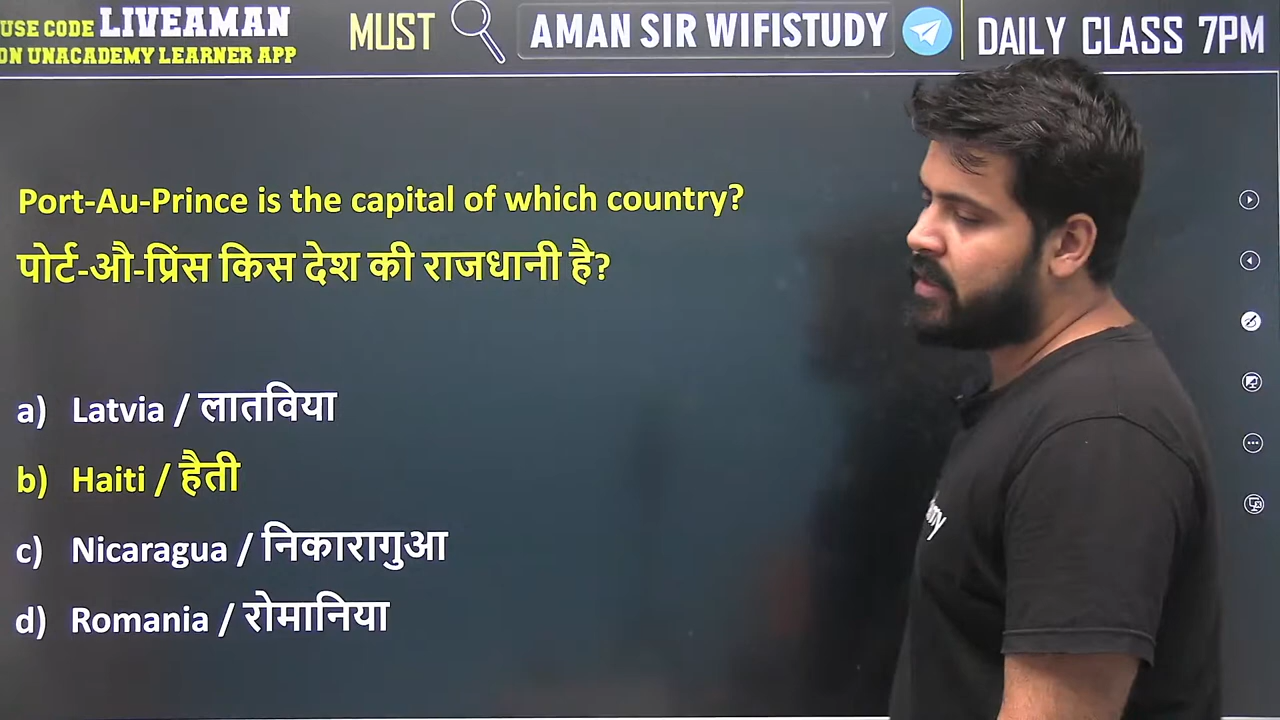 USE CODE LIVEAMAN
ON UNACADEMY LEARNER APP
MUST
AMAN SIR WIFISTUDY
DAILY CLASS 7PM
Port-Au-Prince is the capital of which country?
पोर्ट-औ-प्रिंस किस देश की राजधानी है?
a) Latvia / लातविया
b) Haiti / हैती
c) Nicaragua / निकारागुआ
d) Romania / रोमानिया